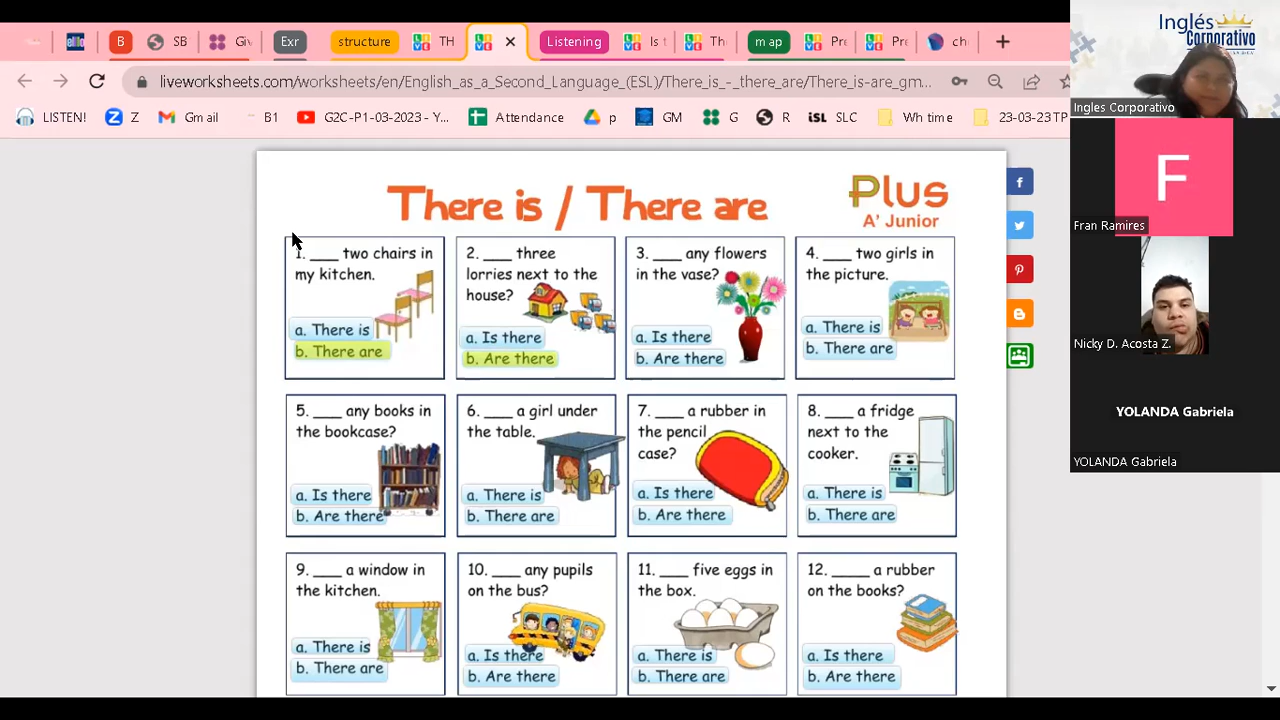 B
SB
Giv
Exr
structure
TH
Listening
Is t
Th
map
Pre
Pre
ch
liveworksheets.com/worksheets/en/English_as_a_Second_Language_(ESL)/There_is_-_there_are/There_is-are_gm...
LISTEN!
Z
Gmail
B1
G2C-P1-03-2023 - Y...
Attendance
p
GM
G
R
iSL SLC
Wh time
23-03-23TP
Inglés
Corporativo
Ingles Corporativo
F
Fran Ramires
Nicky D. Acosta Z.
YOLANDA Gabriela
YOLANDA Gabriela
There is / There are
Plus
A' Junior
1. ___ two chairs in
my kitchen.
a. There is
b. There are
2. ___ three
lorries next to the
house?
a. Is there
b. Are there
3. ___ any flowers
in the vase?
a. Is there
b. Are there
4. ___ two girls in
the picture.
a. There is
b. There are
5. ___ any books in
the bookcase?
a. Is there
b. Are there
6. ___ a girl under
the table.
a. There is
b. There are
7. ___ a rubber in
the pencil
case?
a. Is there
b. Are there
8. ___ a fridge
next to the
cooker.
a. There is
b. There are
9. ___ a window in
the kitchen.
a. There is
b. There are
10. ___ any pupils
on the bus?
a. Is there
b. Are there
11. ___ five eggs in
the box.
a. There is
b. There are
12. ____ a rubber
on the books?
a. Is there
b. Are there